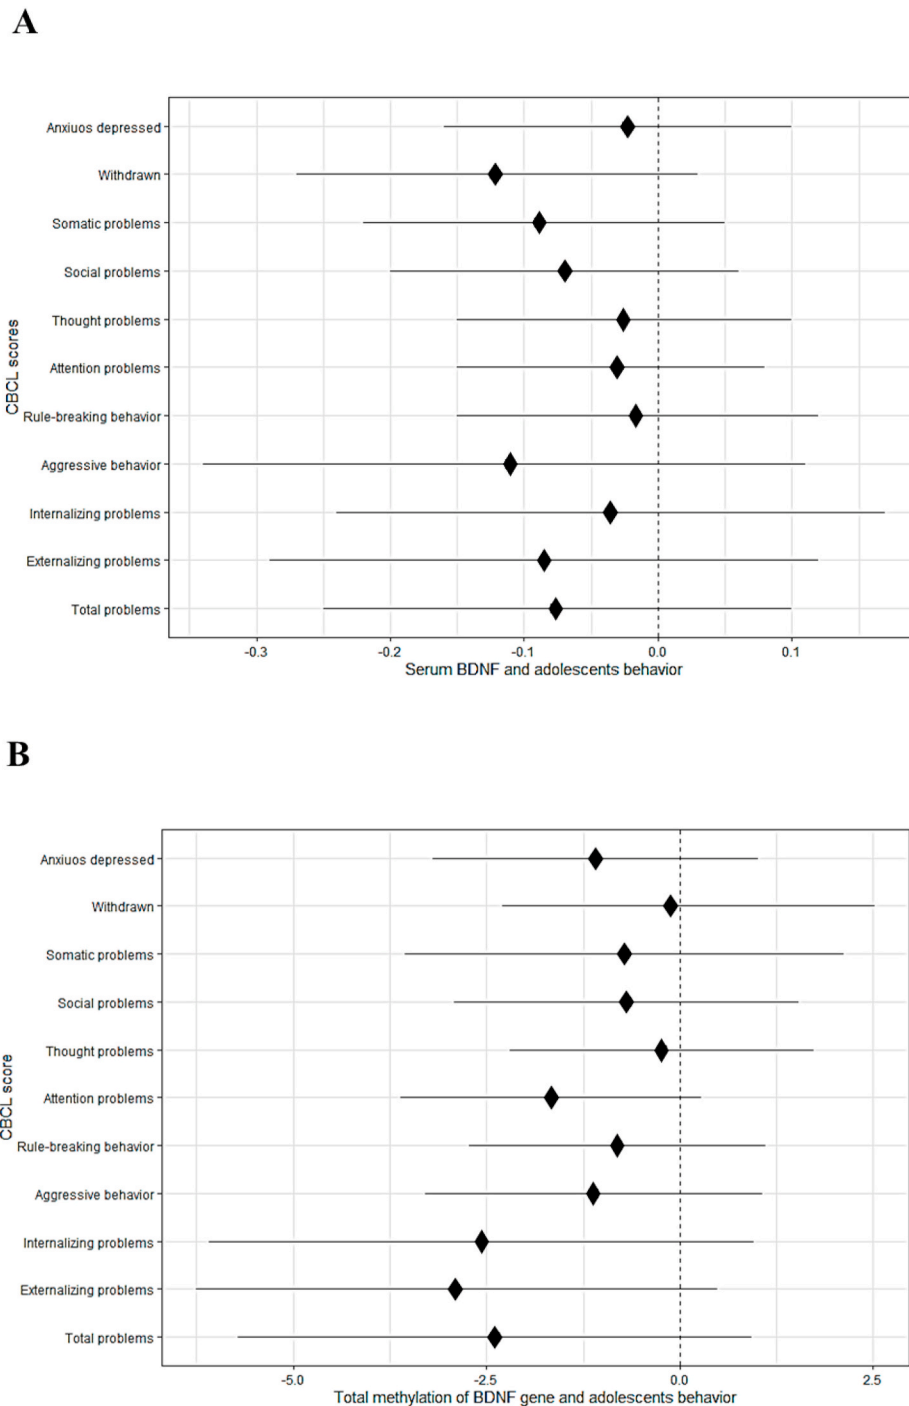 A
Anxiuos depressed
Withdrawn
Somatic problems
Social problems
Thought problems
Attention problems
Rule-breaking behavior
Aggressive behavior
Internalizing problems
Externalizing problems
Total problems
CBCL scores
-0.3 -0.2 -0.1 0.0 0.1
Serum BDNF and adolescents behavior
B
Anxiuos depressed
Withdrawn
Somatic problems
Social problems
Thought problems
Attention problems
Rule-breaking behavior
Aggressive behavior
Internalizing problems
Externalizing problems
Total problems
CBCL score
-5.0 -2.5 0.0 2.5
Total methylation of BDNF gene and adolescents behavior